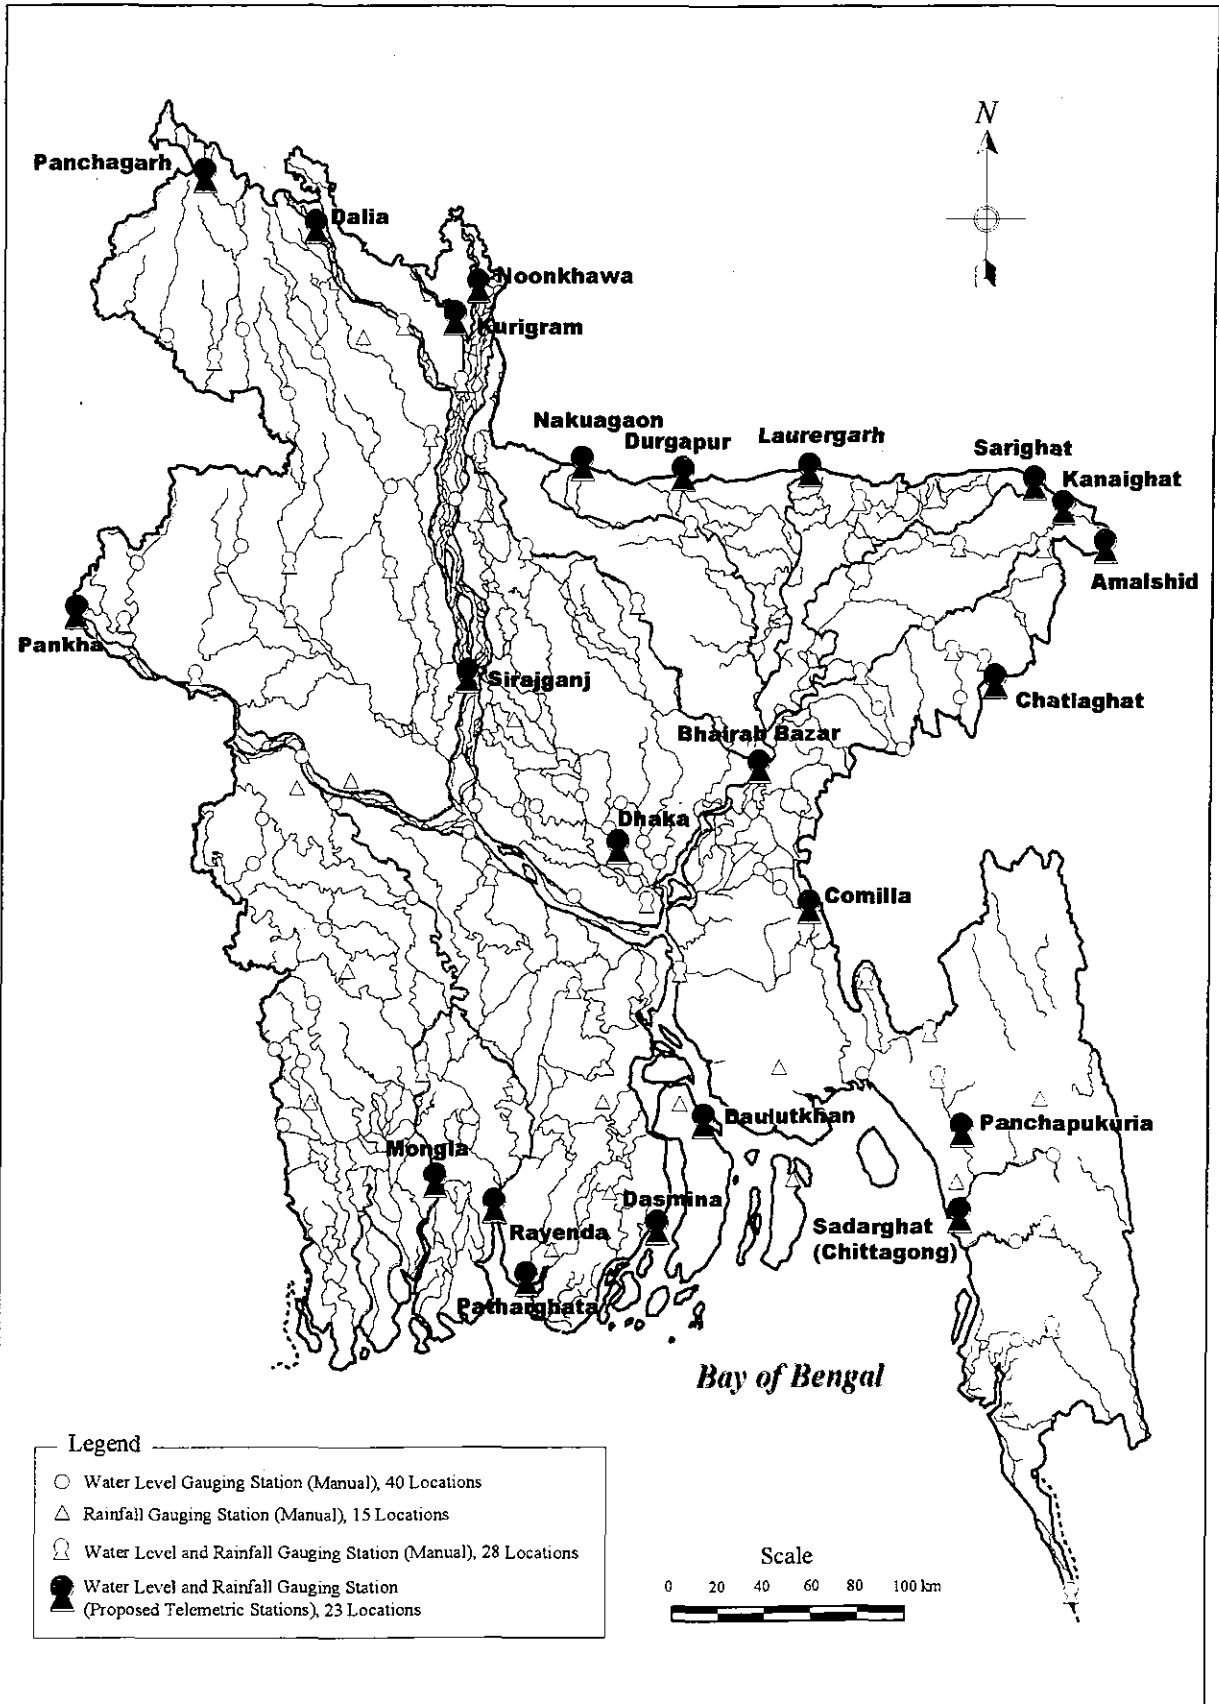 N
Panchagarh
Dalia
Noonkhawa
Kurigram
Nakuagaon
Durgapur
Laurergarh
Sarighat
Kanaighat
Amalshid
Pankha
Sirajganj
Chatlaghat
Bhairab Bazar
Dhaka
Comilla
Daulutkhan
Panchapukuria
Mongla
Dasmina
Rayenda
Sadarghat
(Chittagong)
Patharghata
Bay of Bengal
Legend
Water Level Gauging Station (Manual), 40 Locations
Rainfall Gauging Station (Manual), 15 Locations
Water Level and Rainfall Gauging Station (Manual), 28 Locations
Water Level and Rainfall Gauging Station
(Proposed Telemetric Stations), 23 Locations
Scale
0 20 40 60 80 100 km